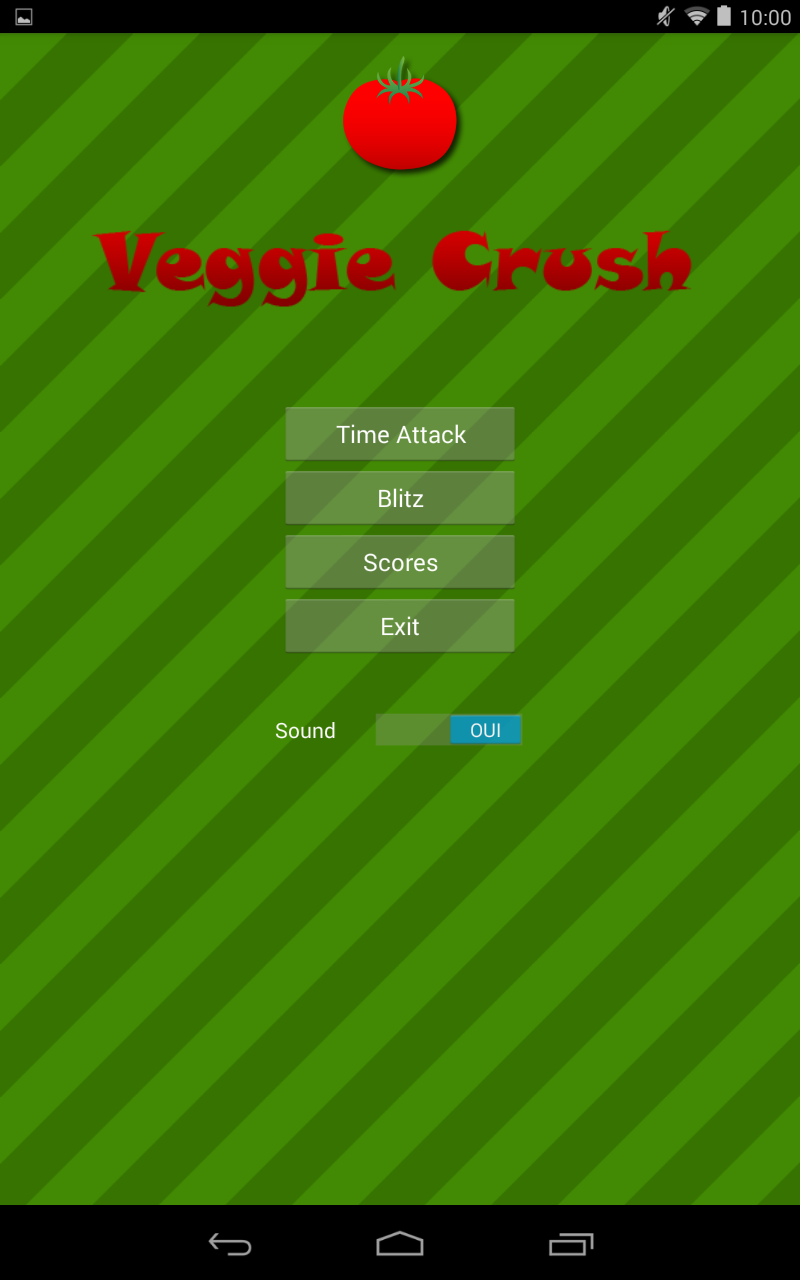 10:00
Veggie Crush
Time Attack
Blitz
Scores
Exit
Sound OUI